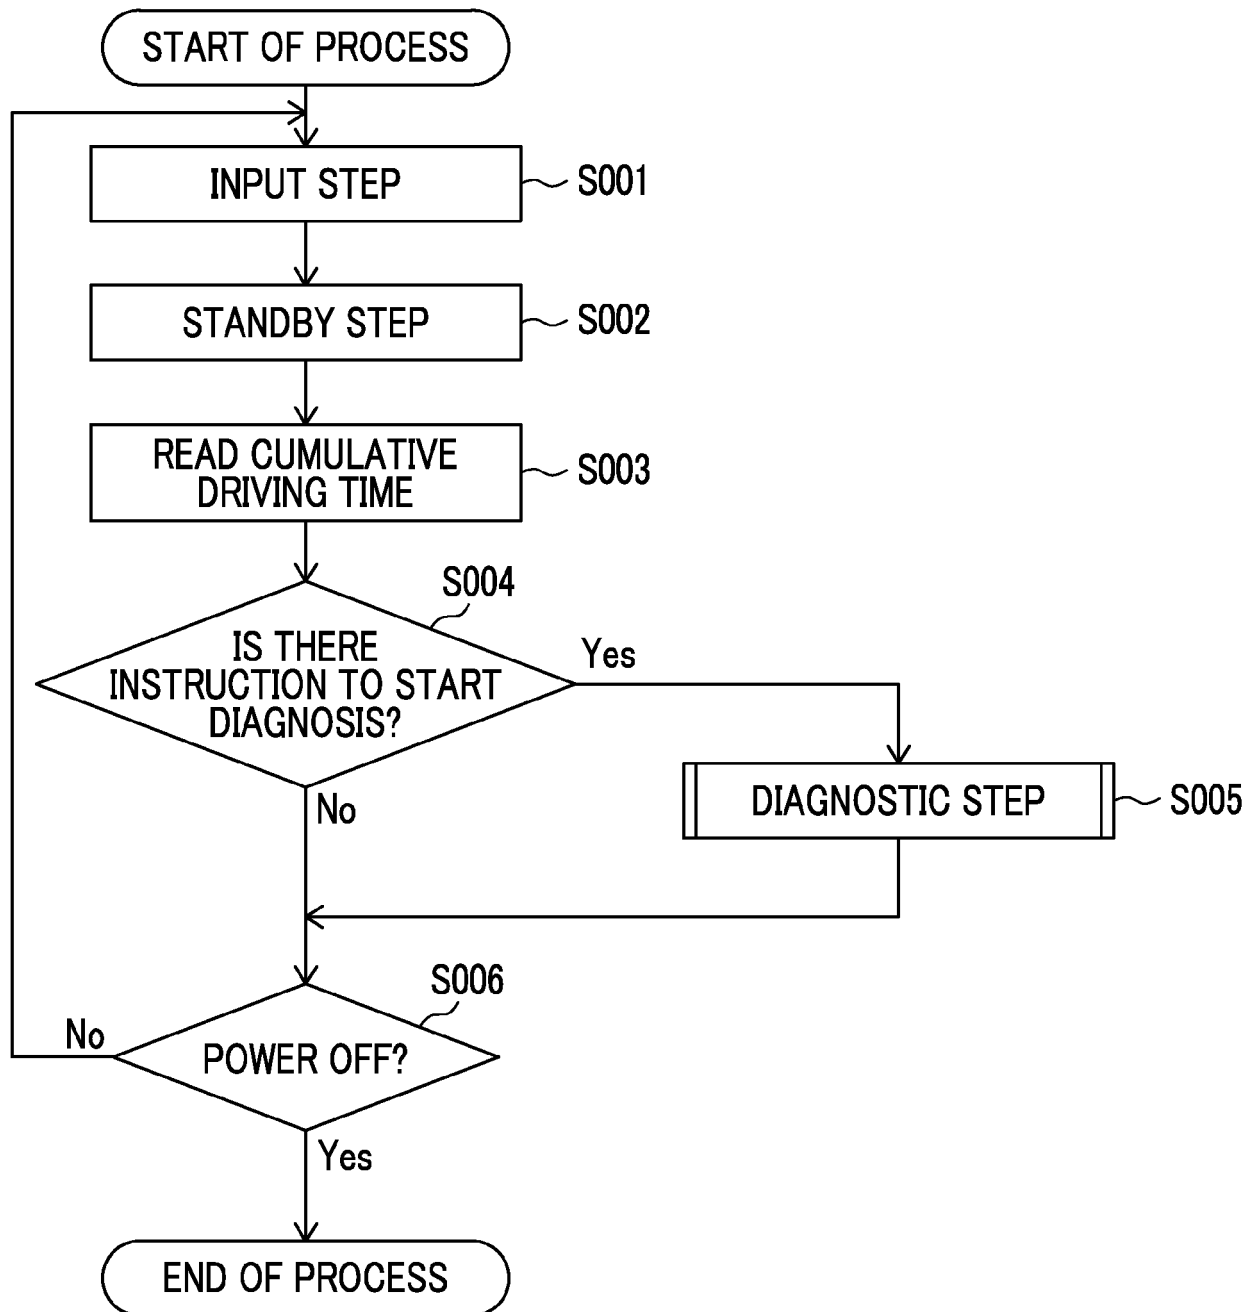 START OF PROCESS
INPUT STEP
S001
STANDBY STEP
S002
READ CUMULATIVE
DRIVING TIME
S003
S004
IS THERE
INSTRUCTION TO START
DIAGNOSIS?
Yes
No
DIAGNOSTIC STEP
S005
S006
No
POWER OFF?
Yes
END OF PROCESS